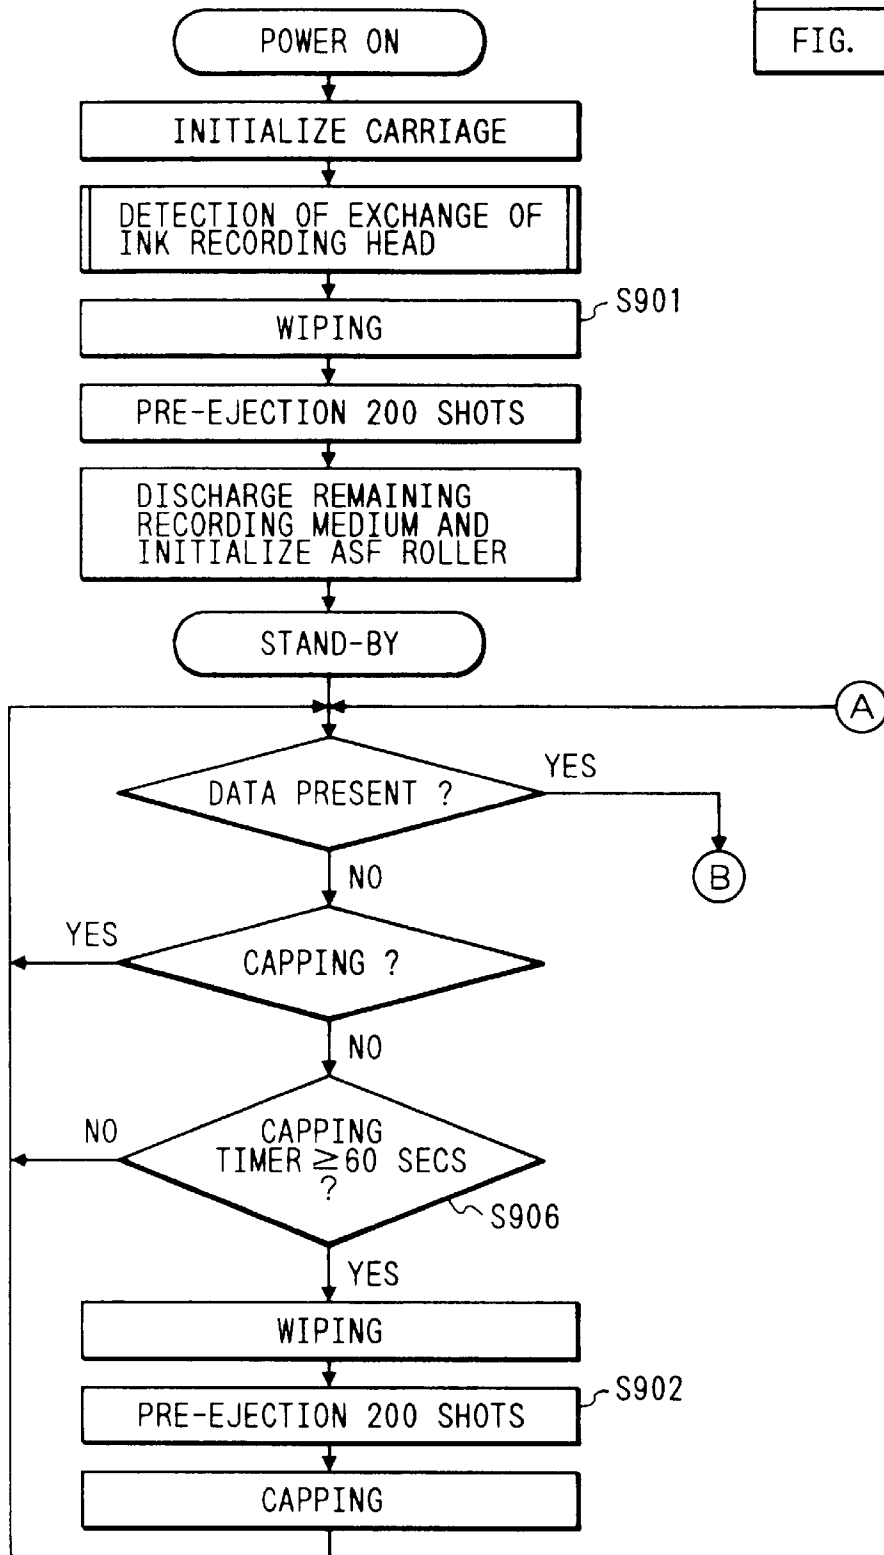 POWER ON
FIG.
INITIALIZE CARRIAGE
DETECTION OF EXCHANGE OF
INK RECORDING HEAD
S901
WIPING
PRE-EJECTION 200 SHOTS
DISCHARGE REMAINING
RECORDING MEDIUM AND
INITIALIZE ASF ROLLER
STAND-BY
A
DATA PRESENT ?
YES
B
NO
YES
CAPPING ?
NO
NO
CAPPING
TIMER ≧ 60 SECS
?
S906
YES
WIPING
S902
PRE-EJECTION 200 SHOTS
CAPPING